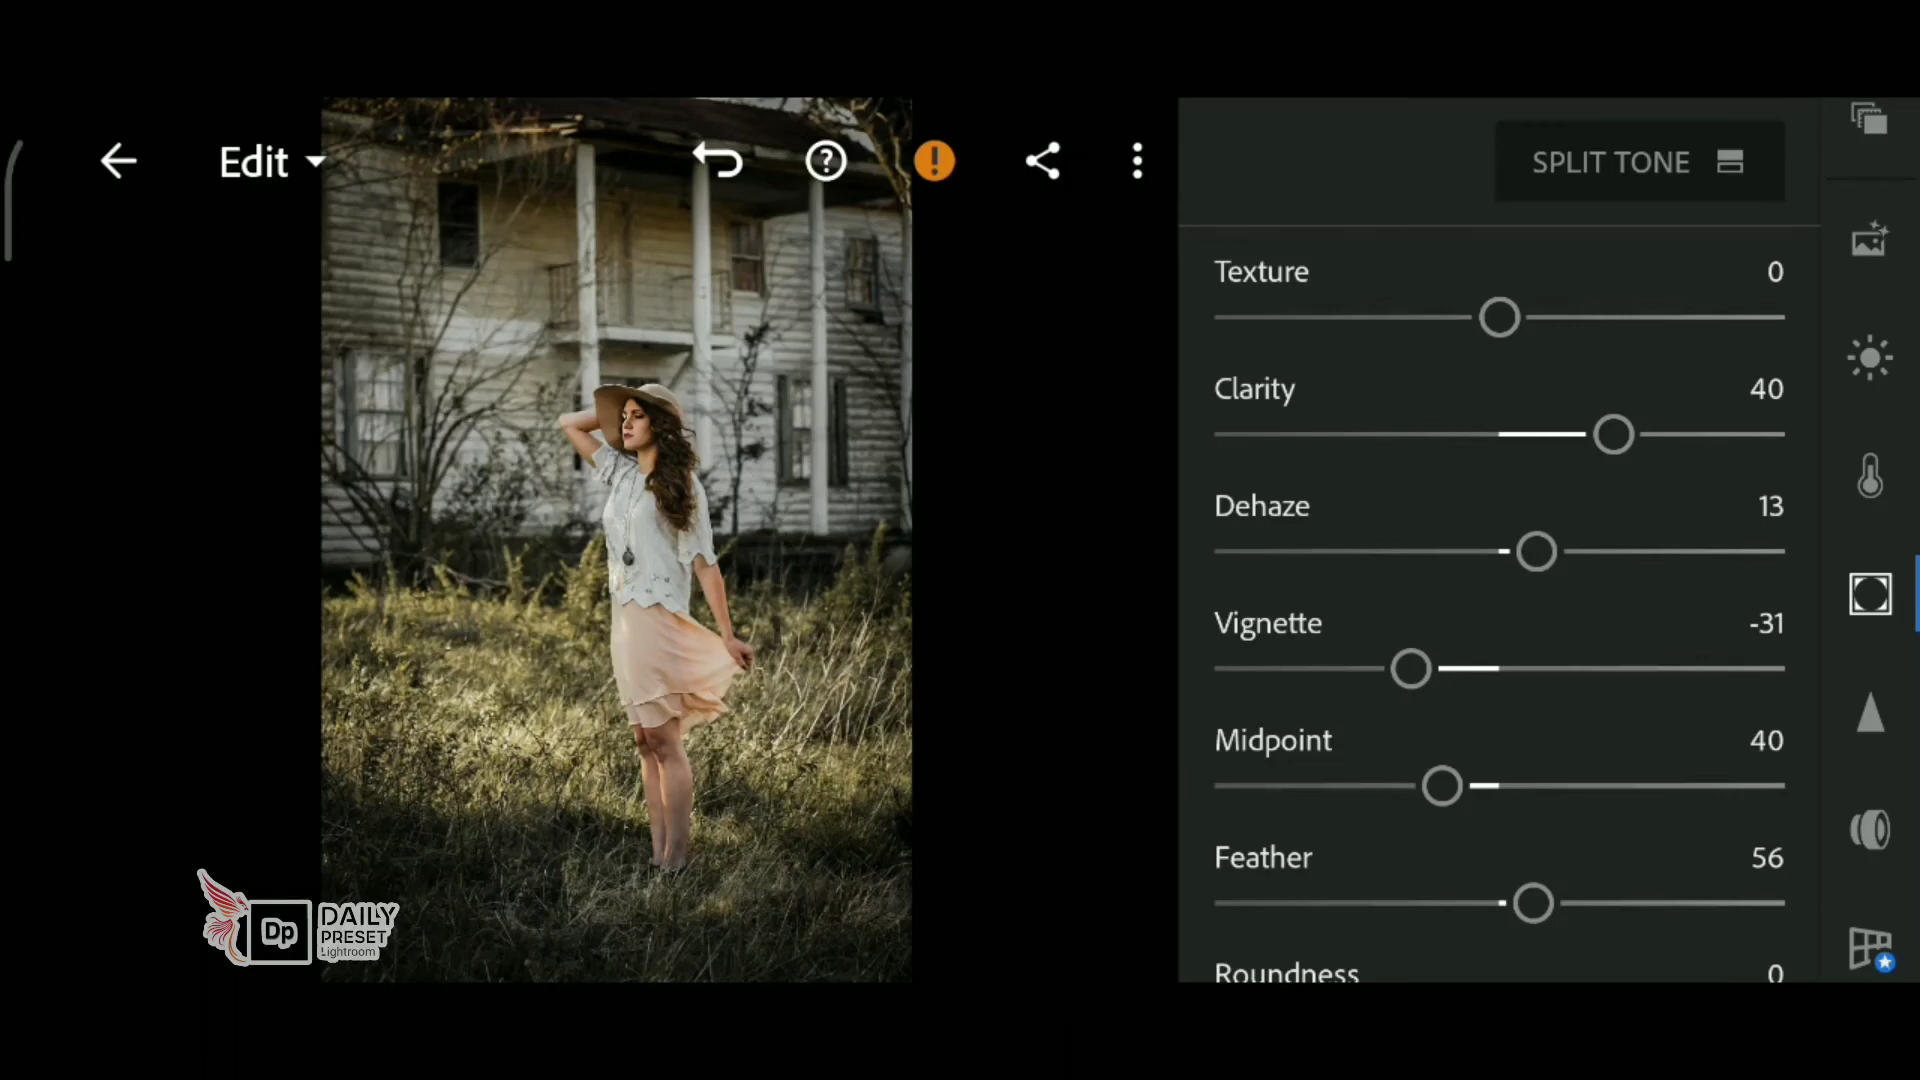 Edit
SPLIT TONE
Texture 0
Clarity 40
Dehaze 13
Vignette -31
Midpoint 40
Feather 56
Roundness 0
Dp
DAILY
PRESET
Lightroom